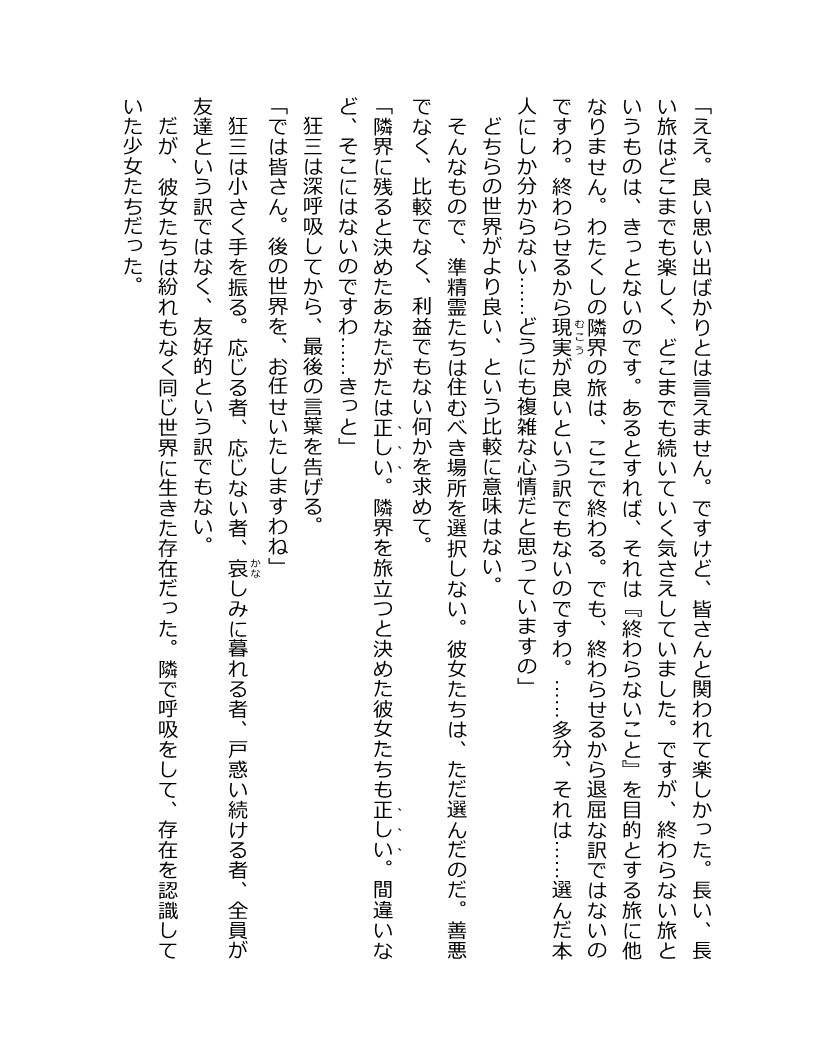 「ええ。良い思い出ばかりとは言えません。ですけど、皆さんと関われて楽しかった。長い、長
い旅はどこまでも楽しく、どこまでも続いていく気さえしていました。ですが、終わらない旅と
いうものは、きっとないのです。あるとすれば、それは『終わらないこと』を目的とする旅に他
なりません。わたくしの隣界の旅は、ここで終わる。でも、終わらせるから退屈な訳ではないの
むこう
ですわ。終わらせるから現実が良いという訳でもないのですわ。……多分、それは……選んだ本
人にしか分からない……どうにも複雑な心情だと思っていますの」
どちらの世界がより良い、という比較に意味はない。
そんなもので、準精霊たちは住むべき場所を選択しない。彼女たちは、ただ選んだのだ。善悪
でなく、比較でなく、利益でもない何かを求めて。
「隣界に残ると決めたあなたがたは正しい。隣界を旅立つと決めた彼女たちも正しい。間違いな
ど、そこにはないのですわ……きっと」
狂三は深呼吸してから、最後の言葉を告げる。
「では皆さん。後の世界を、お任せいたしますわね」
かな
狂三は小さく手を振る。応じる者、応じない者、哀しみに暮れる者、戸惑い続ける者、全員が
友達という訳ではなく、友好的という訳でもない。
だが、彼女たちは紛れもなく同じ世界に生きた存在だった。隣で呼吸をして、存在を認識して
いた少女たちだった。